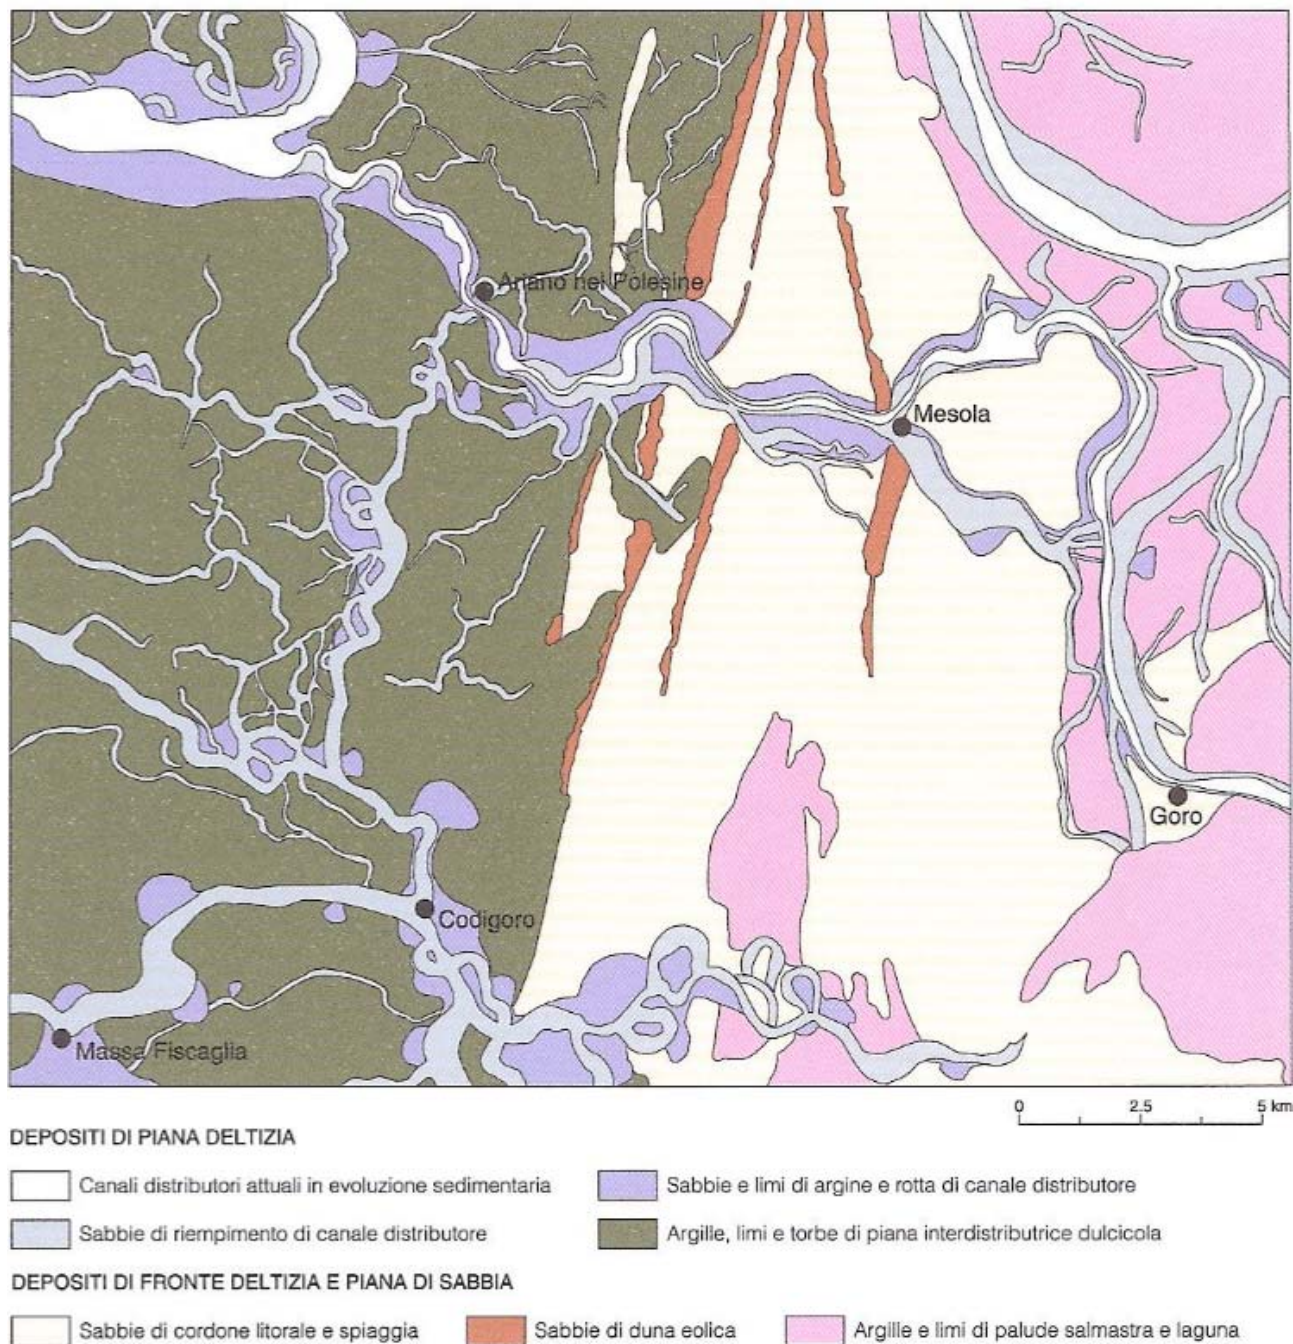 Ariano nel Polesine
Mesola
Goro
Codigoro
Massa Fiscaglia
0 2.5 5 km
DEPOSITI DI PIANA DELTIZIA
Canali distributori attuali in evoluzione sedimentaria
Sabbie e limi di argine e rotta di canale distributore
Sabbie di riempimento di canale distributore
Argille, limi e torbe di piana interdistributrice dulcicola
DEPOSITI DI FRONTE DELTIZIA E PIANA DI SABBIA
Sabbie di cordone litorale e spiaggia
Sabbie di duna eolica
Argille e limi di palude salmastra e laguna